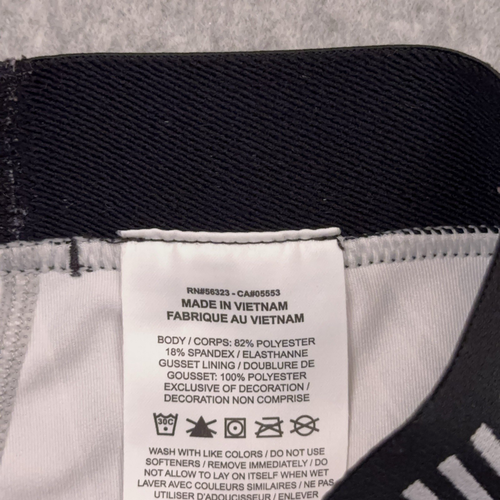 RN#56323 - CA#05553
MADE IN VIETNAM
FABRIQUE AU VIETNAM
BODY / CORPS: 82% POLYESTER
18% SPANDEX / ELASTHANNE
GUSSET LINING / DOUBLURE DE
GOUSSET: 100% POLYESTER
EXCLUSIVE OF DECORATION /
DECORATION NON COMPRISE
30C
WASH WITH LIKE COLORS / DO NOT USE
SOFTENERS / REMOVE IMMEDIATELY / DO
NOT ALLOW TO LAY ON ITSELF WHEN WET
LAVER AVEC COULEURS SIMILAIRES / NE PAS
UTILISER D'ADOUCISSEUR / ENLEVER